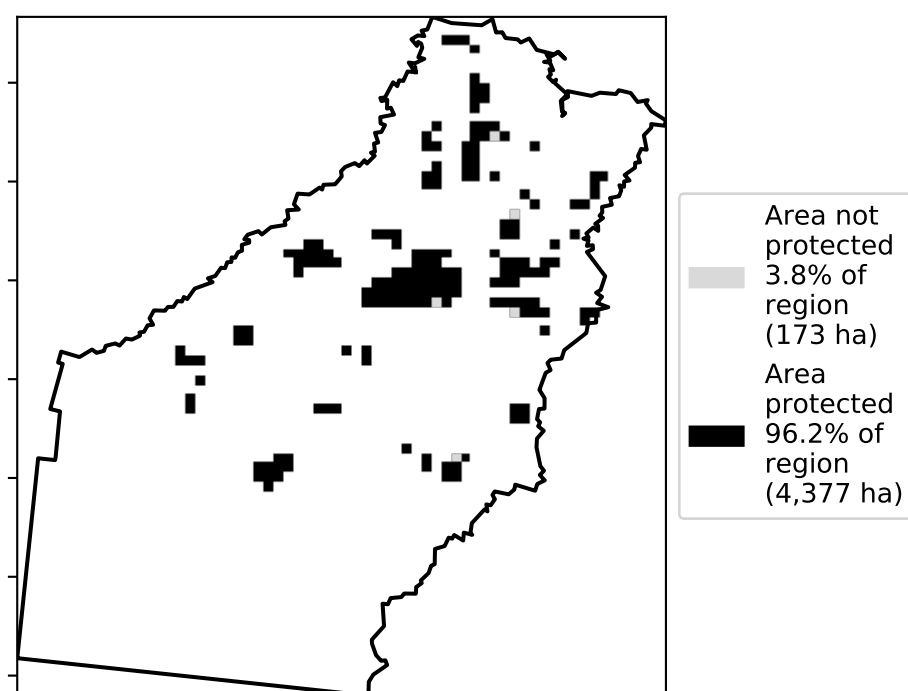 Area not
protected
3.8% of
region
(173 ha)
Area
protected
96.2% of
region
(4,377 ha)